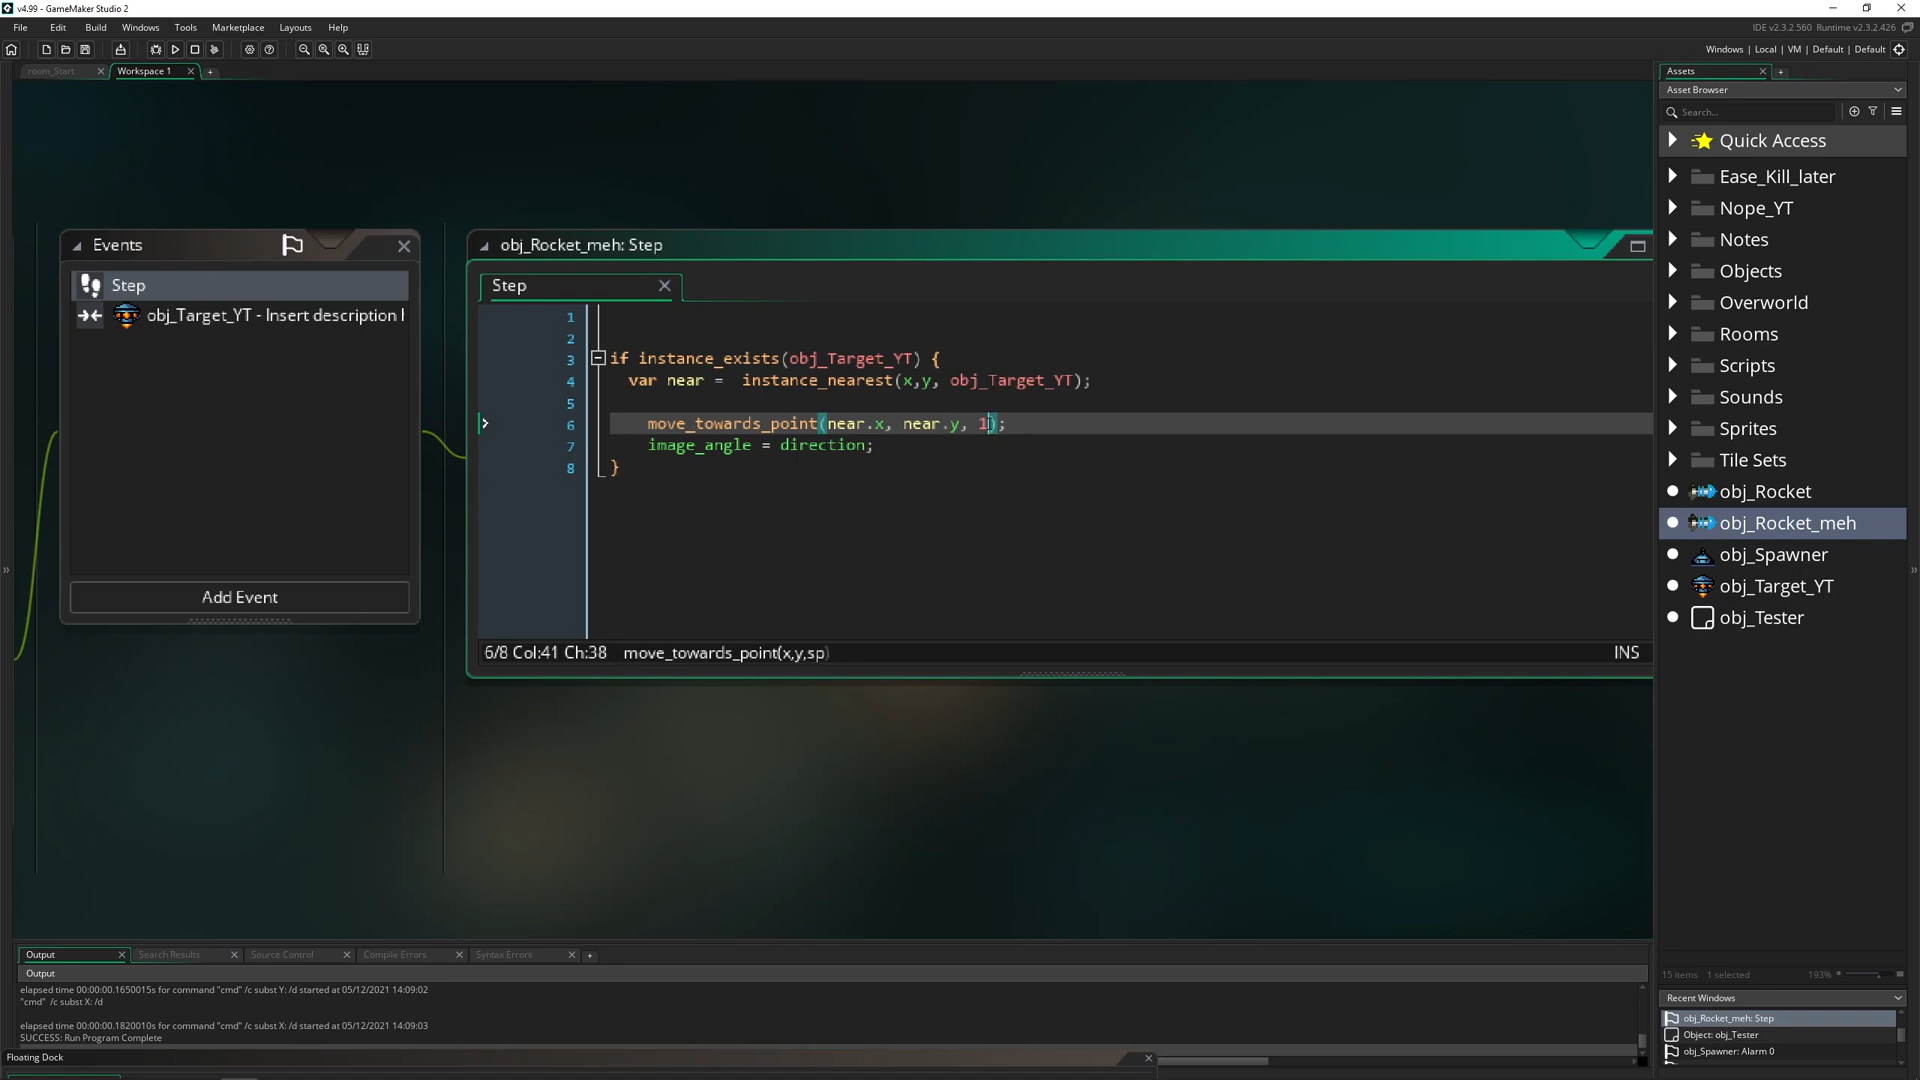 v4.99 - GameMaker Studio 2
File Edit Build Windows Tools Marketplace Layouts Help
IDE v2.3.2.560 Runtime v2.3.2.426
Windows | Local | VM | Default | Default
room_Start
Workspace 1
Assets
Asset Browser
Search...
Quick Access
Ease_Kill_later
Nope_YT
Notes
Objects
Overworld
Rooms
Scripts
Sounds
Sprites
Tile Sets
obj_Rocket
obj_Rocket_meh
obj_Spawner
obj_Target_YT
obj_Tester
15 items 1 selected 193%
Recent Windows
obj_Rocket_meh: Step
Object: obj_Tester
obj_Spawner: Alarm 0
Events
Step
obj_Target_YT - Insert description h
Add Event
obj_Rocket_meh: Step
Step
1
2
3 if instance_exists(obj_Target_YT) {
4 var near =  instance_nearest(x,y, obj_Target_YT);
5
6 move_towards_point(near.x, near.y, 1);
7 image_angle = direction;
8 }
6/8 Col:41 Ch:38 move_towards_point(x,y,sp)
INS
Output Search Results Source Control Compile Errors Syntax Errors
Output
elapsed time 00:00:00.1650015s for command "cmd" /c subst Y: /d started at 05/12/2021 14:09:02
"cmd"  /c subst X: /d
elapsed time 00:00:00.1820010s for command "cmd" /c subst X: /d started at 05/12/2021 14:09:03
SUCCESS: Run Program Complete
Floating Dock